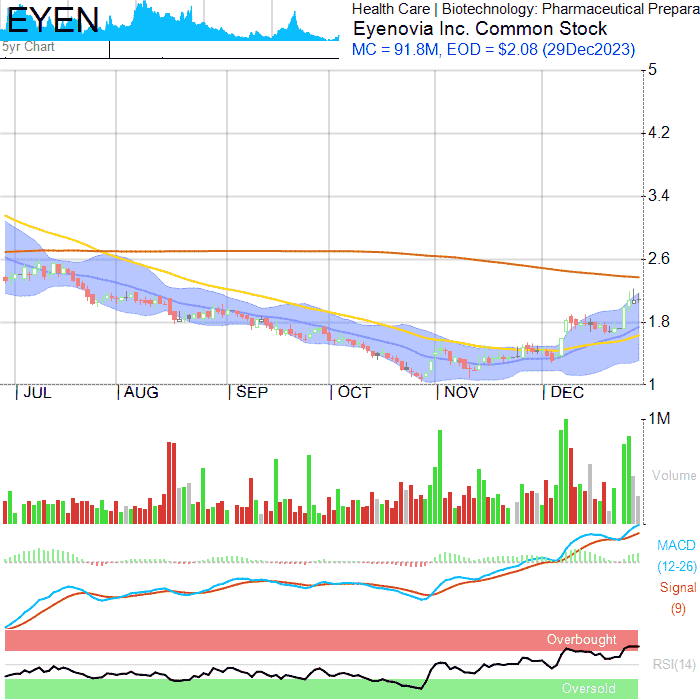 EYEN
5yr Chart
Health Care | Biotechnology: Pharmaceutical Prepara
Eyenovia Inc. Common Stock
MC = 91.8M, EOD = $2.08 (29Dec2023)
5
4.2
3.4
2.6
1.8
1
JUL AUG SEP OCT NOV DEC
1M
Volume
MACD
(12-26)
Signal
(9)
Overbought
RSI(14)
Oversold